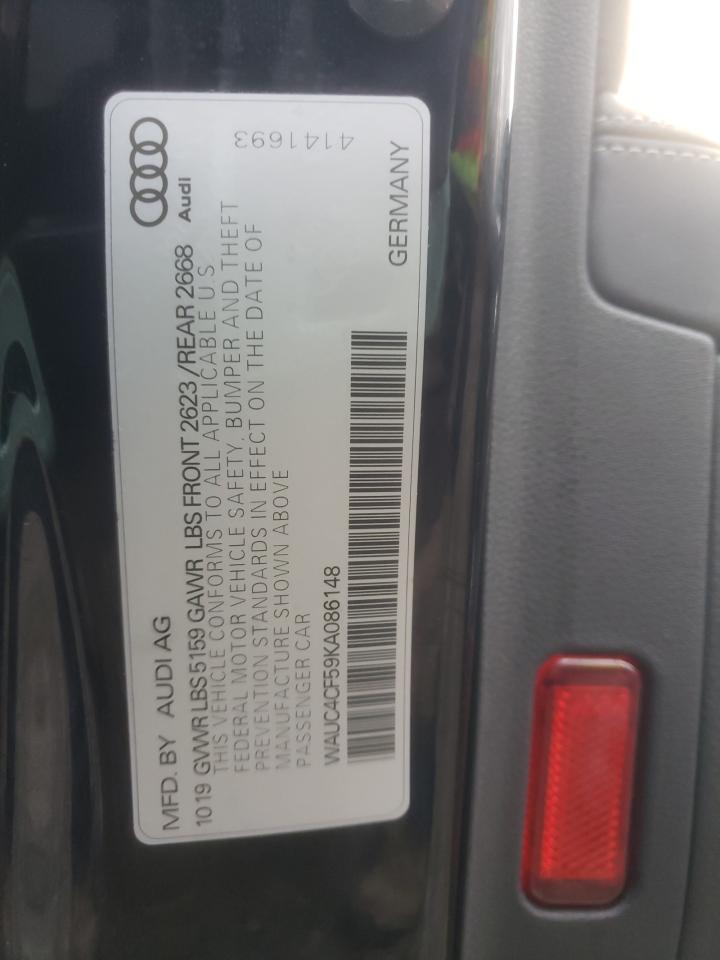 MFD. BY AUDI AG
Audi
1019 GVWR LBS 5159 GAWR LBS FRONT 2623 /REAR 2668
THIS VEHICLE CONFORMS TO ALL APPLICABLE U S
FEDERAL MOTOR VEHICLE SAFETY, BUMPER AND THEFT
PREVENTION STANDARDS IN EFFECT ON THE DATE OF
MANUFACTURE SHOWN ABOVE
PASSENGER CAR
4141693
WAUC4CF59KA086148
GERMANY